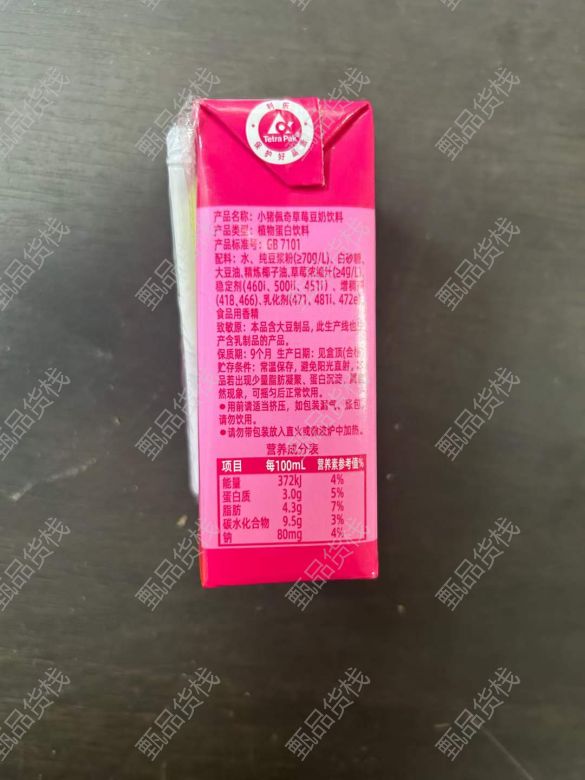 利乐
Tetra Pak
保护好品质
产品名称：小猪佩奇草莓豆奶饮料
产品类型：植物蛋白饮料
产品标准号：GB 7101
配料：水、纯豆浆粉(≥70g/L)、白砂糖、
大豆油、精炼椰子油、草莓浓缩汁(≥4g/L)、
稳定剂(460i、500ii、451i)、增稠剂
(418、466)、乳化剂(471、481i、472e)、
食品用香精
致敏原：本品含大豆制品，此生产线也生
产含乳制品的产品。
保质期：9个月 生产日期：见盒顶(合格)
贮存条件：常温保存，避免阳光直射，
品若出现少量脂肪凝聚、蛋白沉淀，属自
然现象，可摇匀后正常饮用。
●用前请适当挤压，如包装漏气、胀包，
请勿饮用。
●请勿带包装放入直火或微波炉中加热。
营养成分表
项目 每100mL 营养素参考值%
能量 372kJ 4%
蛋白质 3.0g 5%
脂肪 4.3g 7%
碳水化合物 9.5g 3%
钠 80mg 4%
甄品货栈